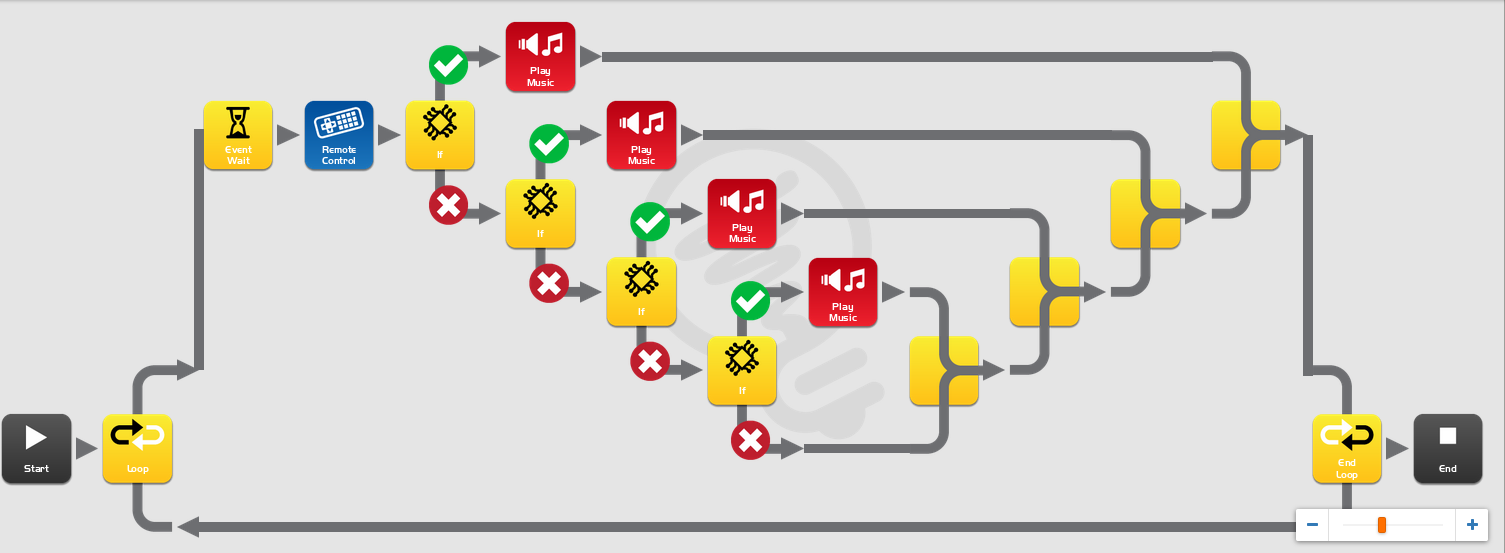 Play
Music
Event
Wait
Remote
Control
If
Play
Music
If
Play
Music
If
Play
Music
If
Start
Loop
End
Loop
End